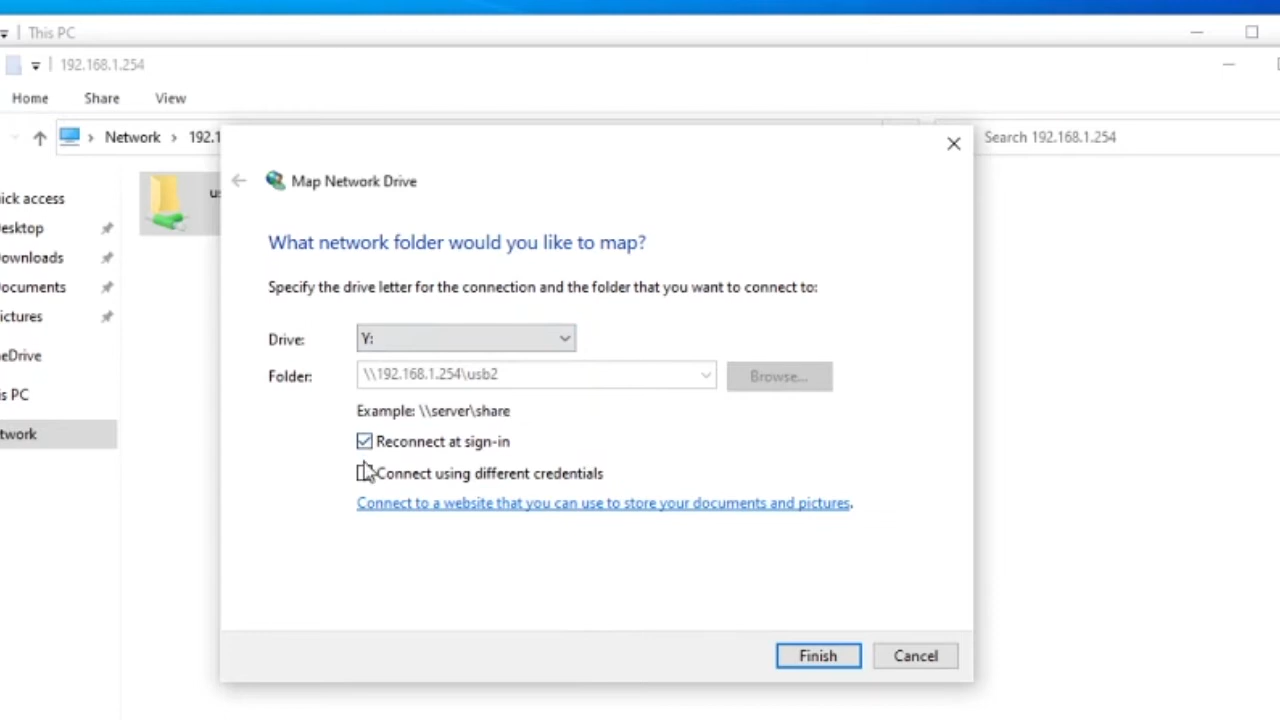 This PC
192.168.1.254
Home Share View
Network 192.1
Search 192.168.1.254
ick access
esktop
ownloads
ocuments
ictures
eDrive
s PC
twork
us
Map Network Drive
What network folder would you like to map?
Specify the drive letter for the connection and the folder that you want to connect to:
Drive: Y:
Folder: \\192.168.1.254\usb2 Browse...
Example: \\server\share
Reconnect at sign-in
Connect using different credentials
Connect to a website that you can use to store your documents and pictures.
Finish Cancel